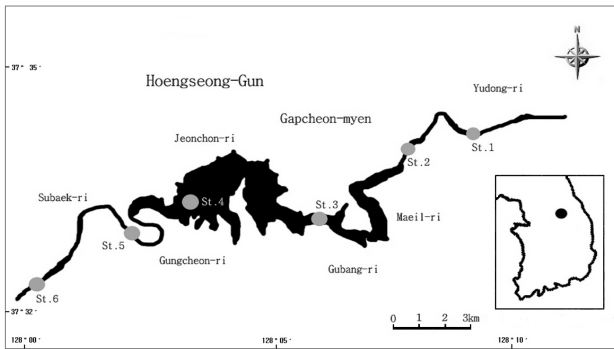 N
37° 35'
Hoengseong-Gun
Yudong-ri
Gapcheon-myen
Jeonchon-ri
St.1
St.2
Subaek-ri
St.4
St.3
Maeil-ri
St.5
Gungcheon-ri
Gubang-ri
St.6
37° 32'
0 1 2 3km
128° 00'
128° 05'
128° 10'